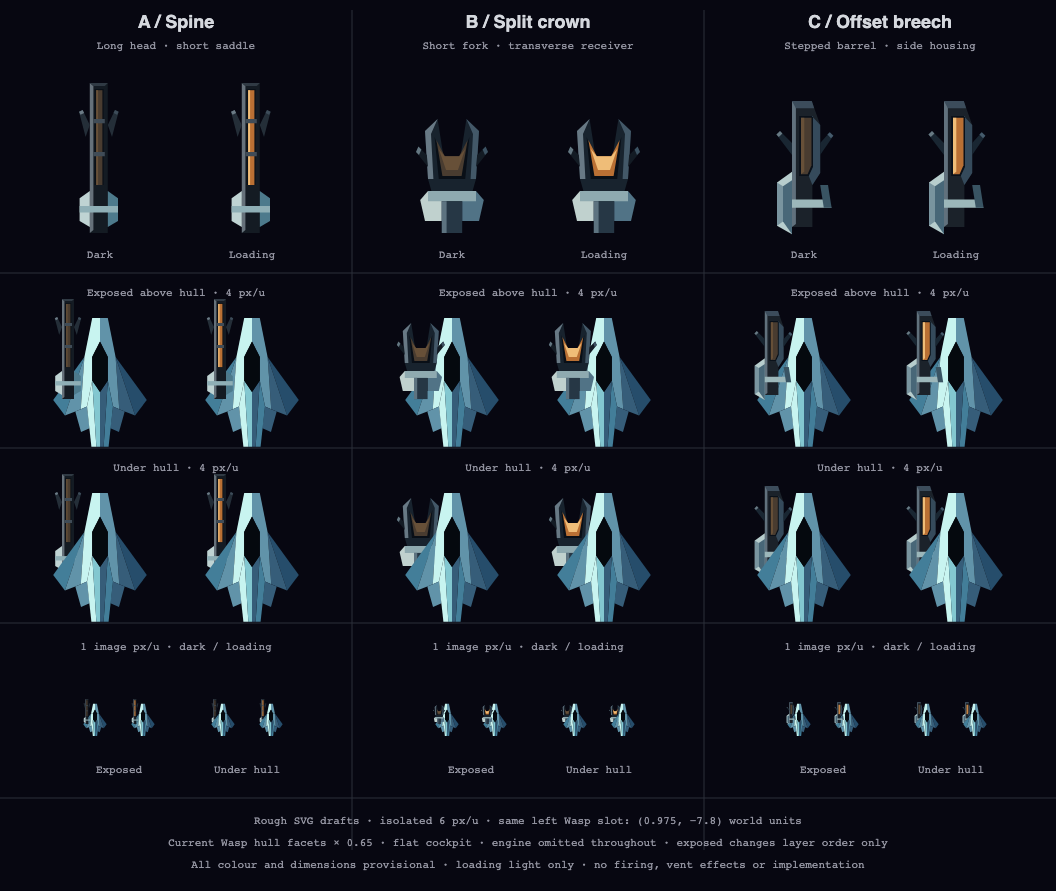 A / Spine
Long head · short saddle
Dark
Loading
Exposed above hull · 4 px/u
Under hull · 4 px/u
1 image px/u · dark / loading
Exposed
Under hull
B / Split crown
Short fork · transverse receiver
Dark
Loading
Exposed above hull · 4 px/u
Under hull · 4 px/u
1 image px/u · dark / loading
Exposed
Under hull
C / Offset breech
Stepped barrel · side housing
Dark
Loading
Exposed above hull · 4 px/u
Under hull · 4 px/u
1 image px/u · dark / loading
Exposed
Under hull
Rough SVG drafts · isolated 6 px/u · same left Wasp slot: (0.975, −7.8) world units
Current Wasp hull facets × 0.65 · flat cockpit · engine omitted throughout · exposed changes layer order only
All colour and dimensions provisional · loading light only · no firing, vent effects or implementation